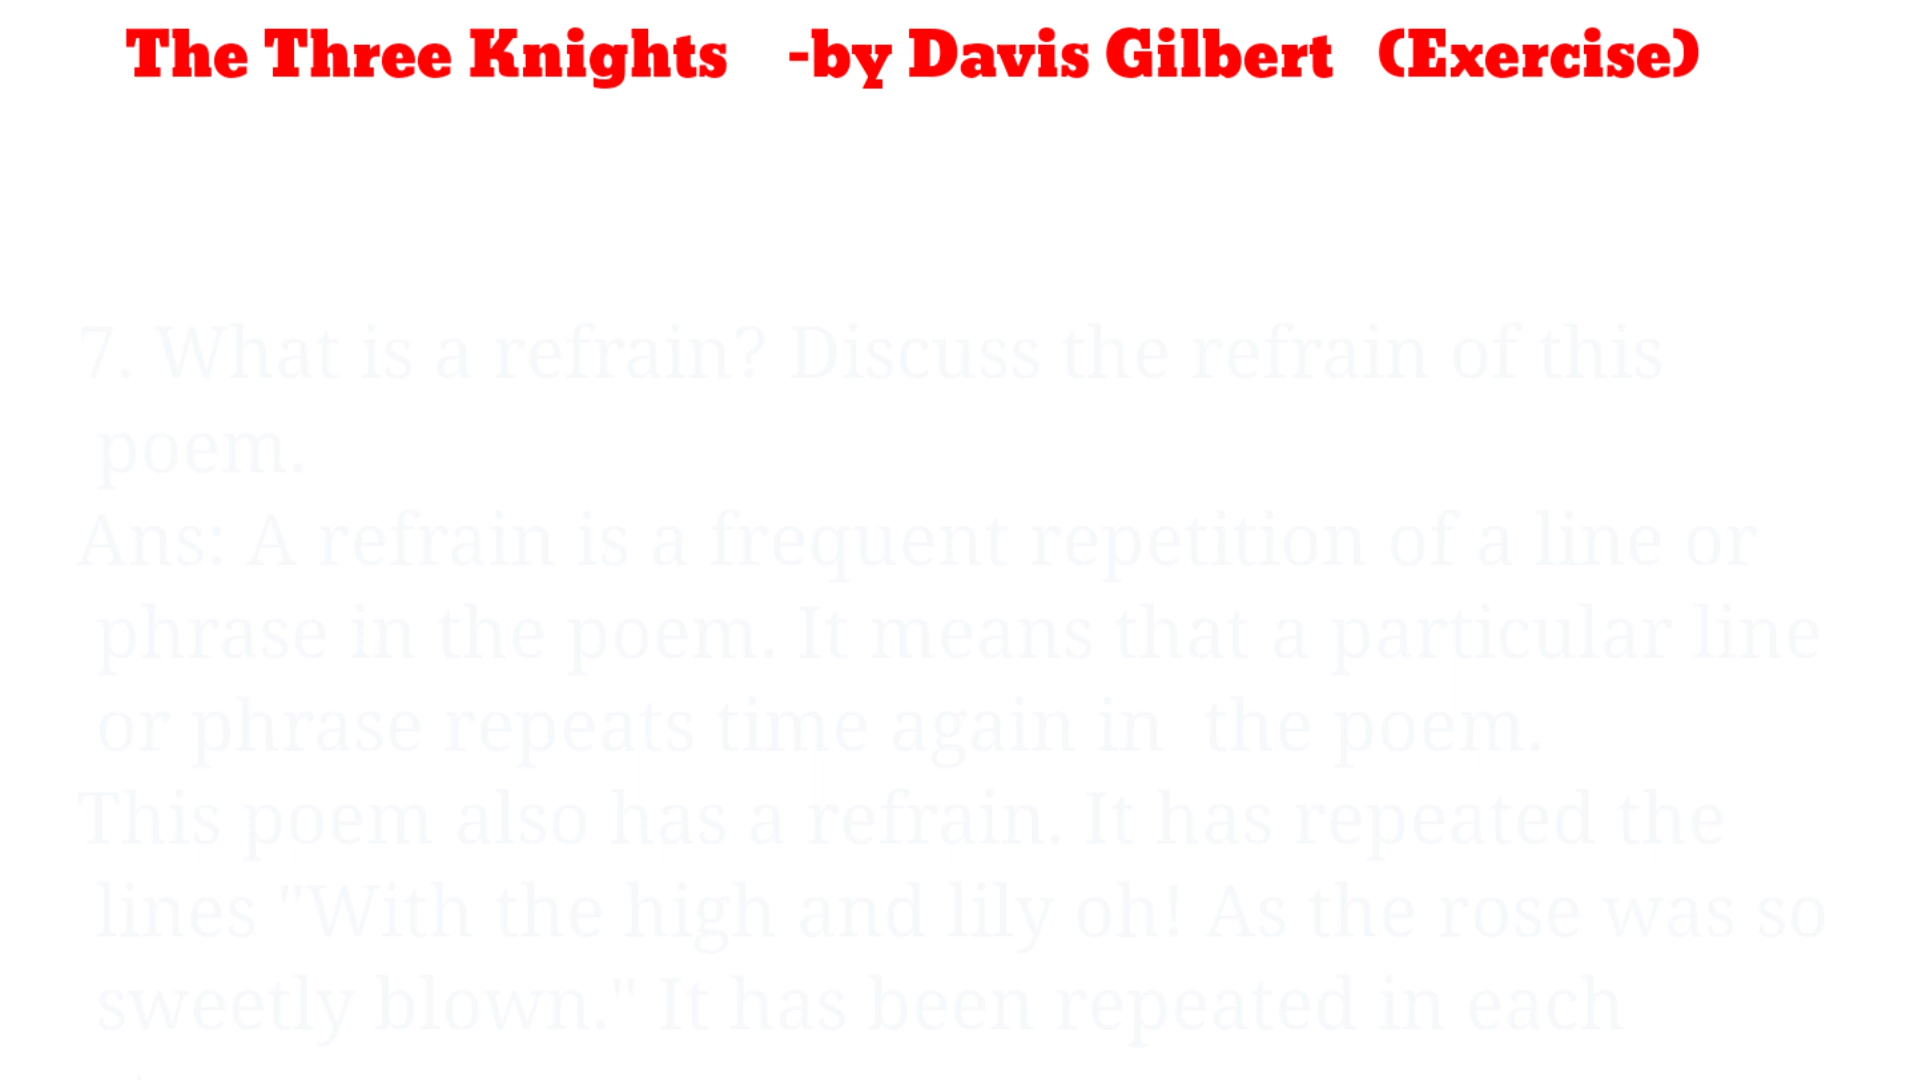 The Three Knights -by Davis Gilbert (Exercise)
7. What is a refrain? Discuss the refrain of this
poem.
Ans: A refrain is a frequent repetition of a line or
phrase in the poem. It means that a particular line
or phrase repeats time again in the poem.
This poem also has a refrain. It has repeated the
lines "With the high and lily oh! As the rose was so
sweetly blown." It has been repeated in each